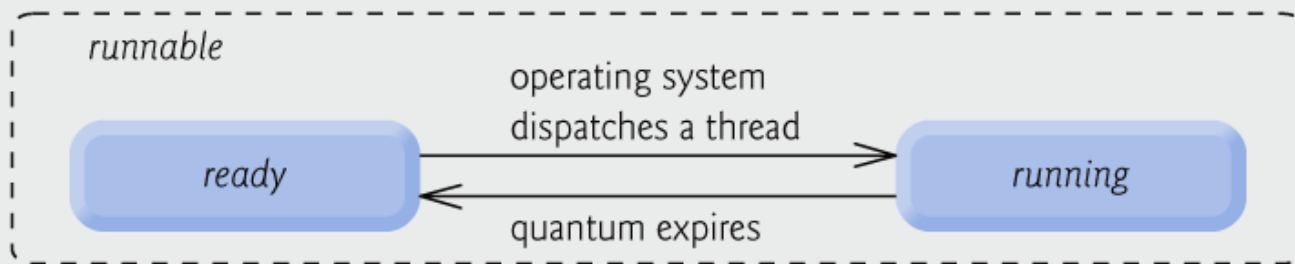 runnable
operating system
dispatches a thread
ready
running
quantum expires